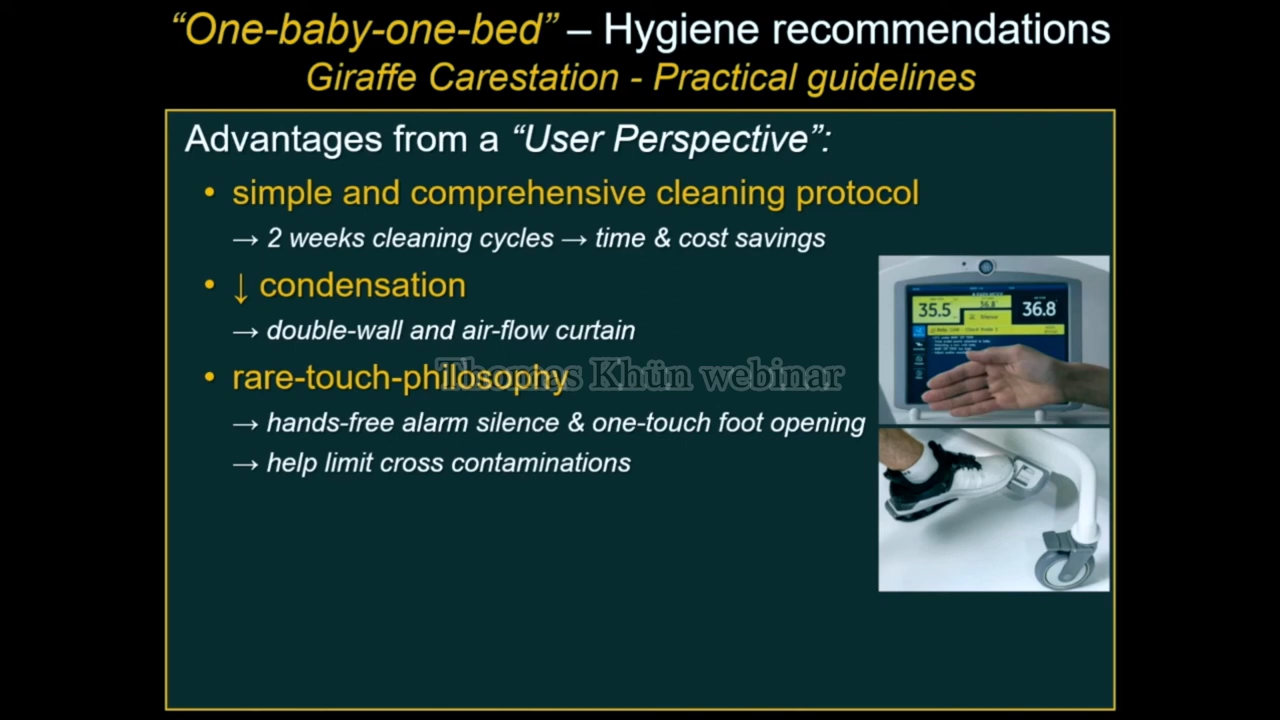 “One-baby-one-bed” – Hygiene recommendations
Giraffe Carestation - Practical guidelines
Advantages from a “User Perspective”:
• simple and comprehensive cleaning protocol
→ 2 weeks cleaning cycles → time & cost savings
• ↓ condensation
→ double-wall and air-flow curtain
• rare-touch-philosophy
Thomas Khün webinar
→ hands-free alarm silence & one-touch foot opening
→ help limit cross contaminations
35.5
36.8
36.8